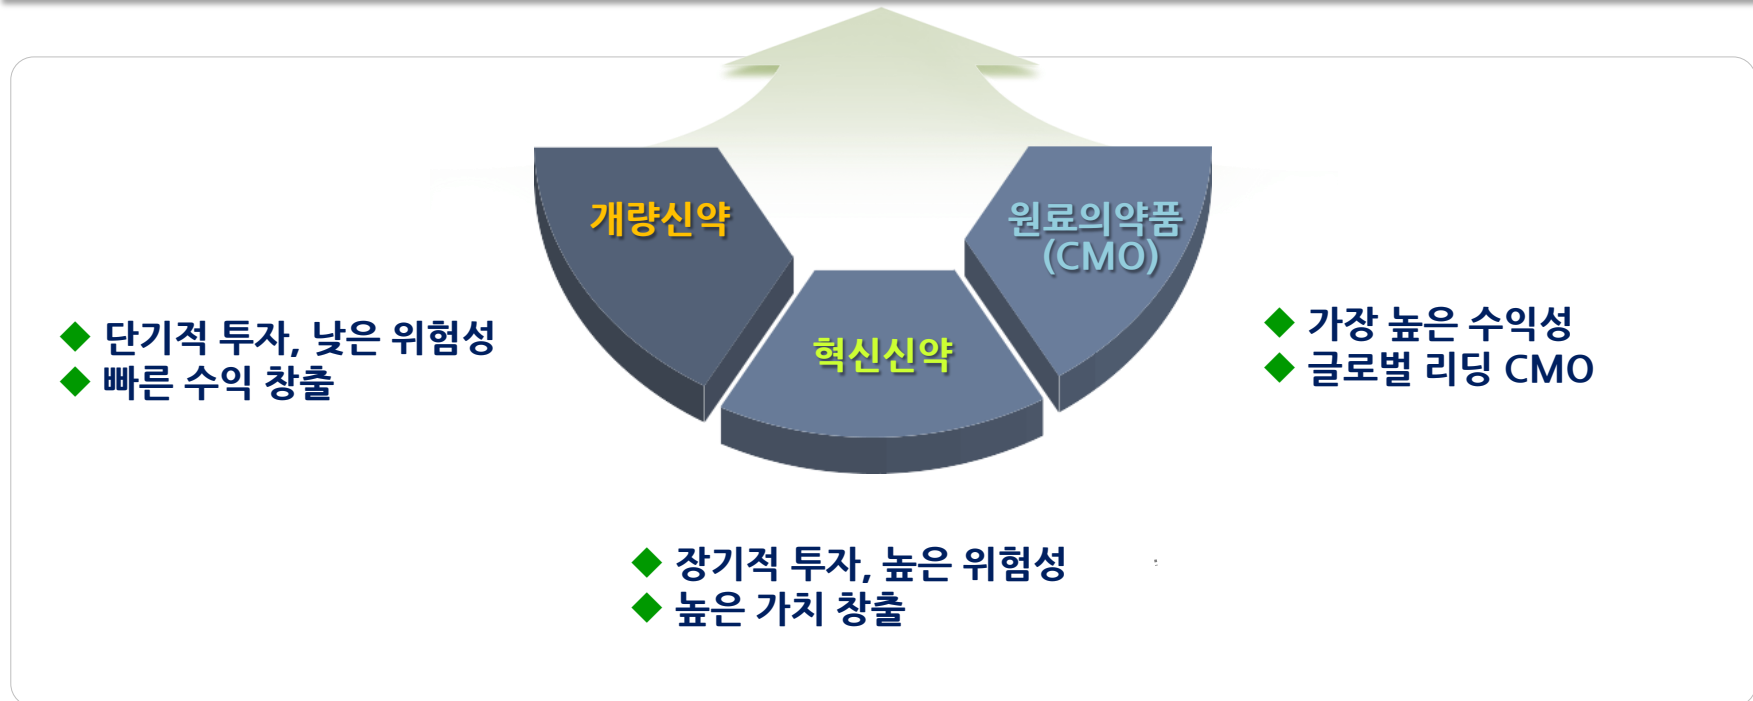 개량신약
원료의약품
(CMO)
혁신신약
◆ 단기적 투자, 낮은 위험성
◆ 빠른 수익 창출
◆ 가장 높은 수익성
◆ 글로벌 리딩 CMO
◆ 장기적 투자, 높은 위험성
◆ 높은 가치 창출